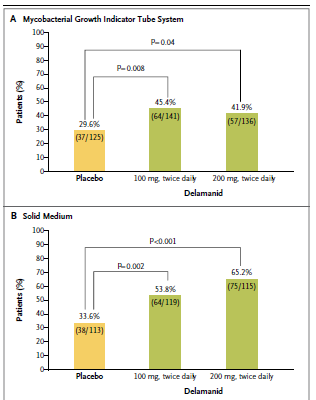 A Mycobacterial Growth Indicator Tube System
100
90
80
70
60
50
40
30
20
10
0
Patients (%)
P=0.04
P=0.008
29.6%
(37/125)
45.4%
(64/141)
41.9%
(57/136)
Placebo
100 mg, twice daily
200 mg, twice daily
Delamanid
B Solid Medium
100
90
80
70
60
50
40
30
20
10
0
Patients (%)
P<0.001
P=0.002
33.6%
(38/113)
53.8%
(64/119)
65.2%
(75/115)
Placebo
100 mg, twice daily
200 mg, twice daily
Delamanid